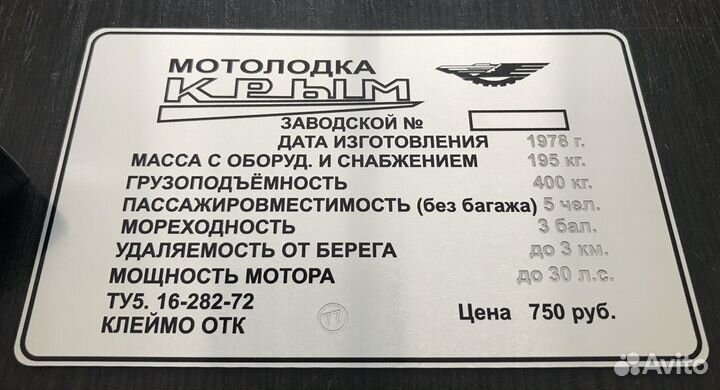 МОТОЛОДКА
КРЫМ
ЗАВОДСКОЙ №
ДАТА ИЗГОТОВЛЕНИЯ 1978 г.
МАССА С ОБОРУД. И СНАБЖЕНИЕМ 195 кг.
ГРУЗОПОДЪЁМНОСТЬ 400 кг.
ПАССАЖИРОВМЕСТИМОСТЬ (без багажа) 5 чел.
МОРЕХОДНОСТЬ 3 бал.
УДАЛЯЕМОСТЬ ОТ БЕРЕГА до 3 км.
МОЩНОСТЬ МОТОРА до 30 л.с.
ТУ5. 16-282-72
КЛЕЙМО ОТК
Цена 750 руб.
Avito